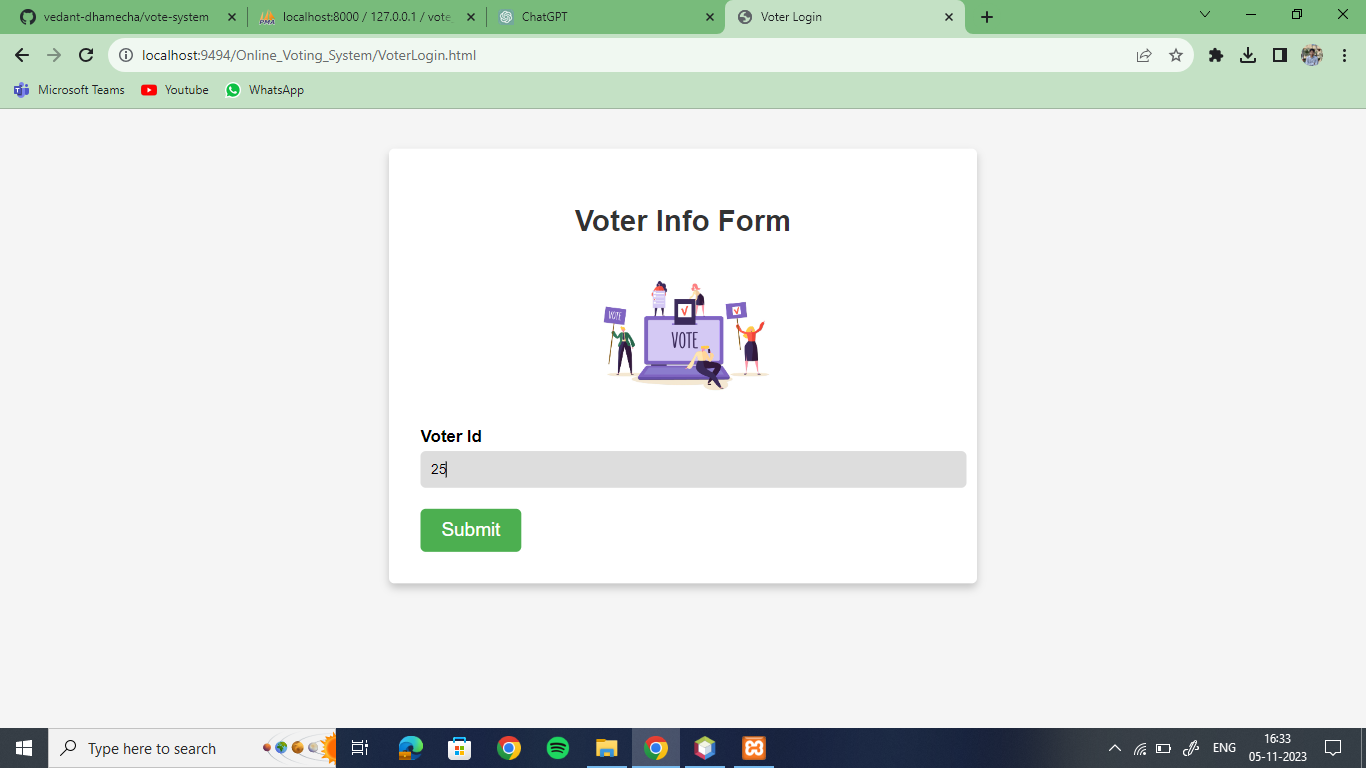 vedant-dhamecha/vote-system
localhost:8000 / 127.0.0.1 / vote_
ChatGPT
Voter Login
localhost:9494/Online_Voting_System/VoterLogin.html
Microsoft Teams
Youtube
WhatsApp
Voter Info Form
VOTE
VOTE
Voter Id
25
Submit
Type here to search
ENG
16:33
05-11-2023